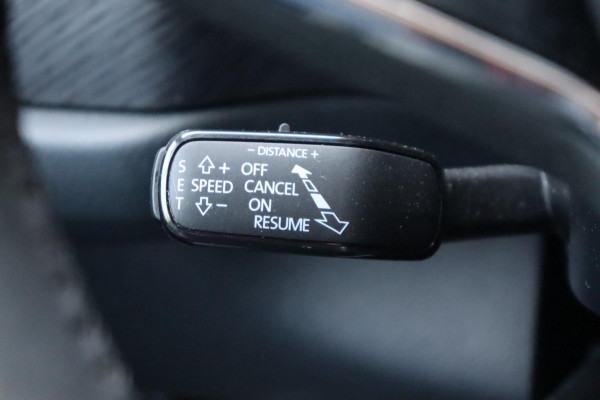 - DISTANCE +
S + OFF
E SPEED CANCEL
T - ON
RESUME